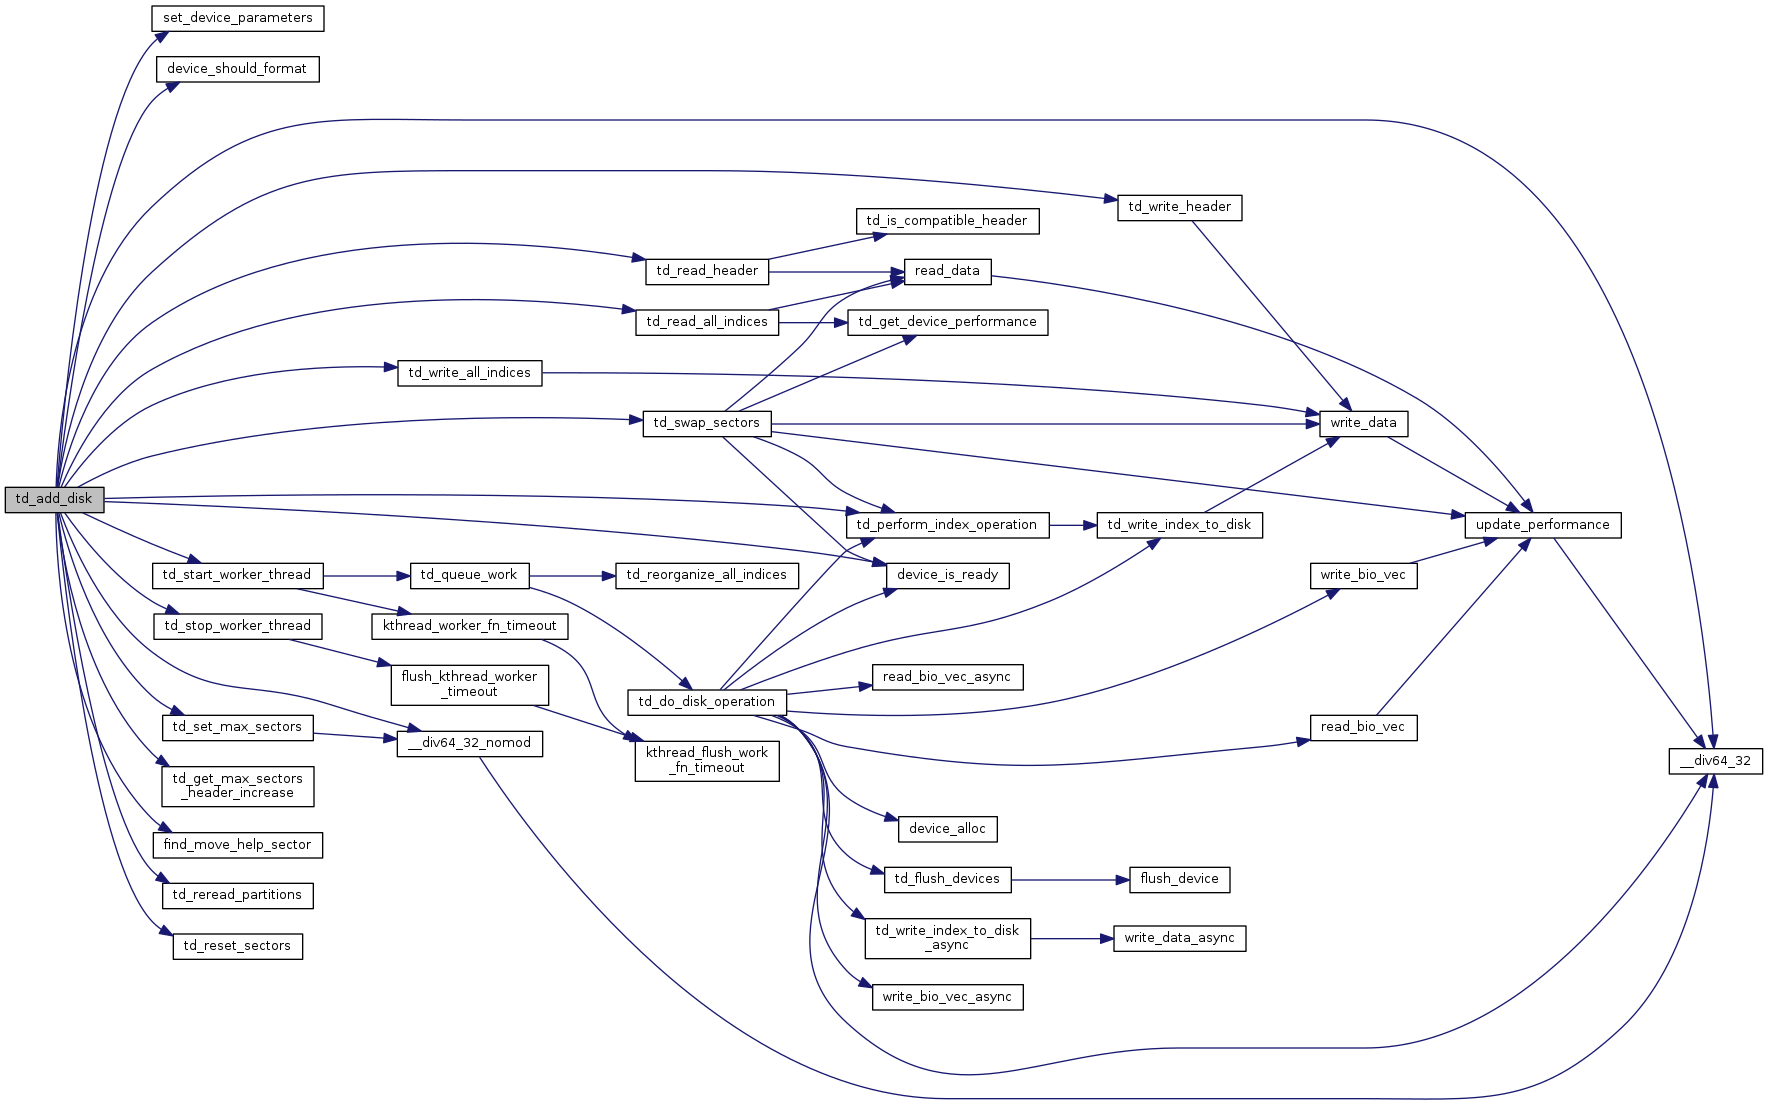 set_device_parameters
device_should_format
td_write_header
td_is_compatible_header
td_read_header
read_data
td_read_all_indices
td_get_device_performance
td_write_all_indices
td_swap_sectors
write_data
td_add_disk
td_perform_index_operation
td_write_index_to_disk
update_performance
td_start_worker_thread
td_queue_work
td_reorganize_all_indices
device_is_ready
write_bio_vec
td_stop_worker_thread
kthread_worker_fn_timeout
flush_kthread_worker
_timeout
read_bio_vec_async
td_do_disk_operation
td_set_max_sectors
__div64_32_nomod
read_bio_vec
kthread_flush_work
_fn_timeout
__div64_32
td_get_max_sectors
_header_increase
device_alloc
find_move_help_sector
td_flush_devices
flush_device
td_reread_partitions
td_write_index_to_disk
_async
write_data_async
td_reset_sectors
write_bio_vec_async